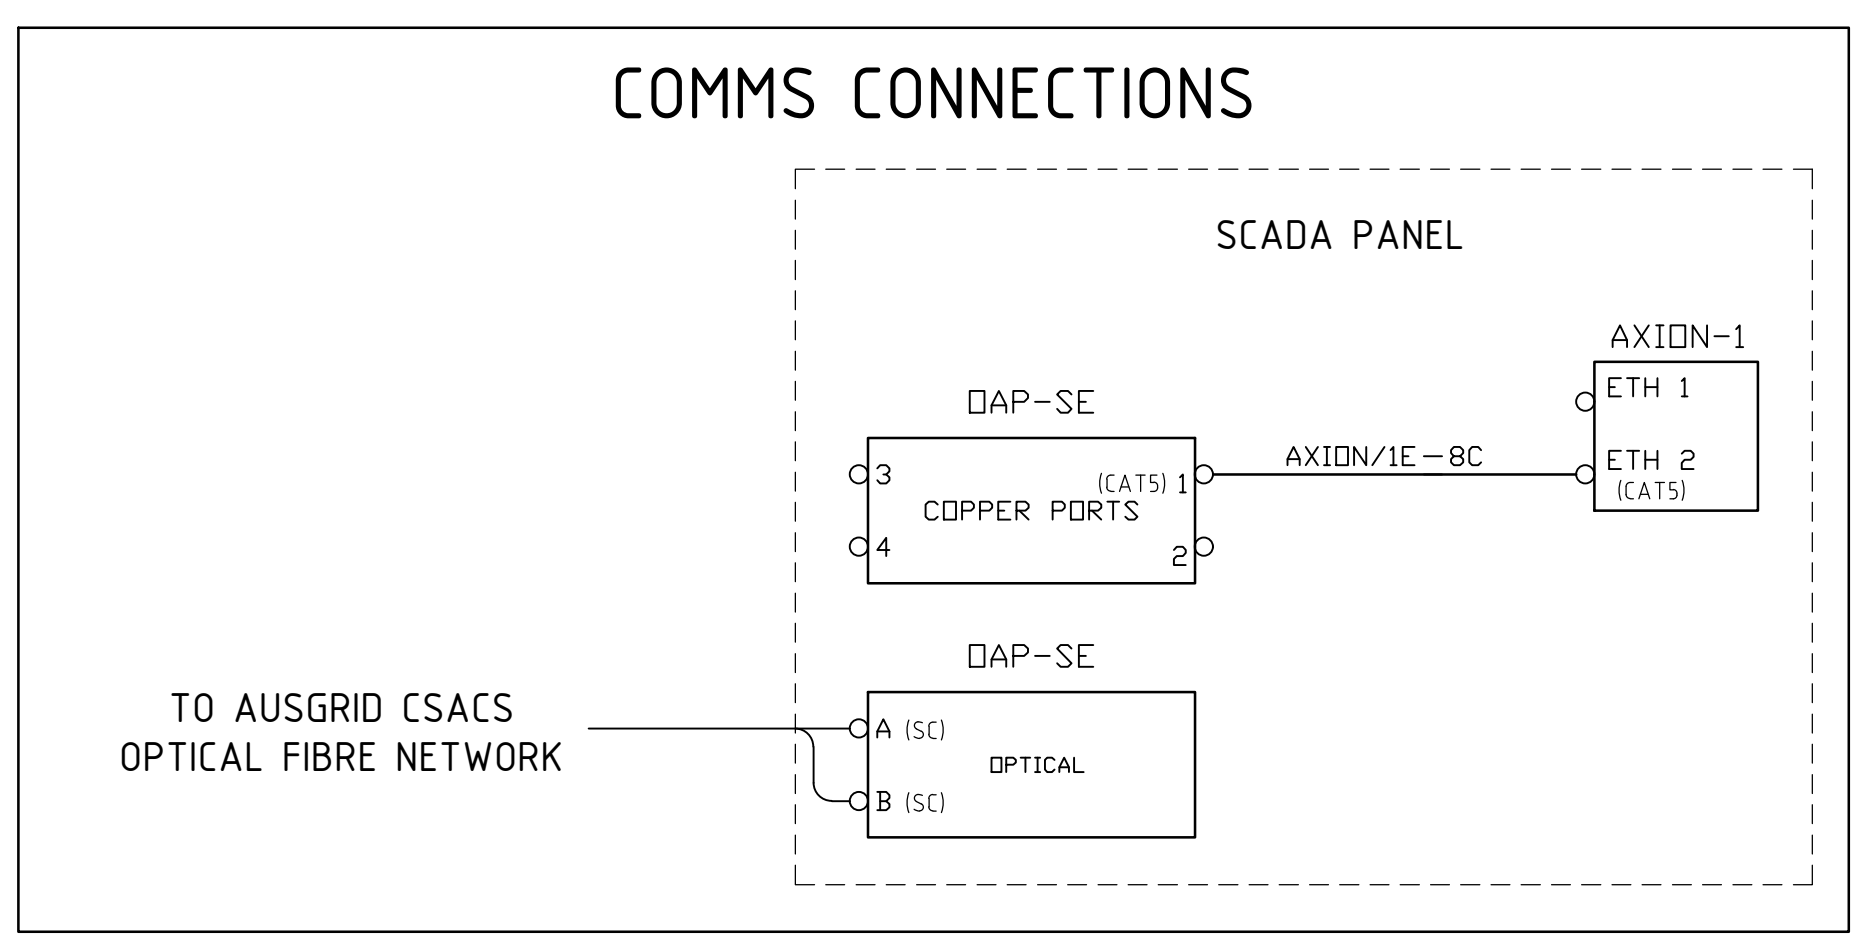 COMMS CONNECTIONS
SCADA PANEL
AXION-1
ETH 1
ETH 2
(CAT5)
AXION/1E-8C
OAP-SE
3
(CAT5) 1
COPPER PORTS
4
2
OAP-SE
A (SC)
OPTICAL
B (SC)
TO AUSGRID CSACS
OPTICAL FIBRE NETWORK